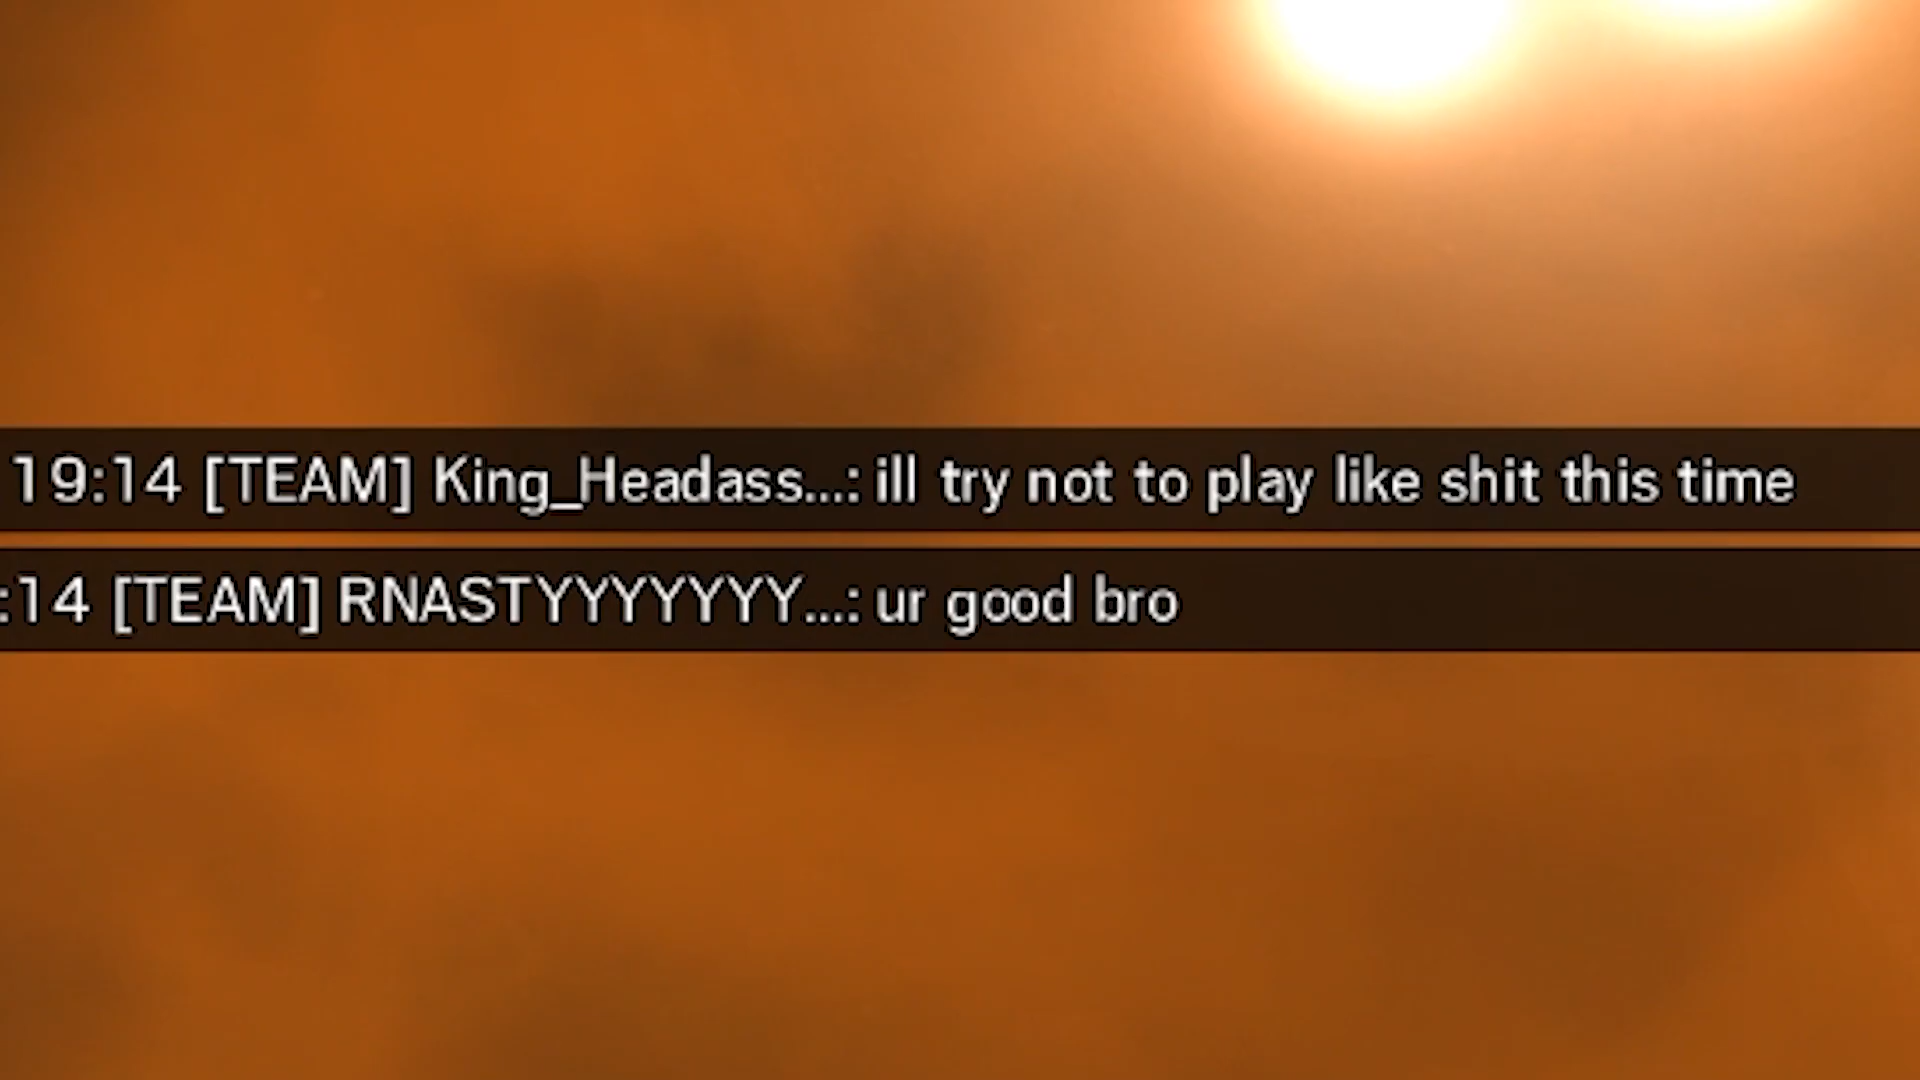 19:14 [TEAM] King_Headass...: ill try not to play like shit this time
:14 [TEAM] RNASTYYYYYYY...: ur good bro